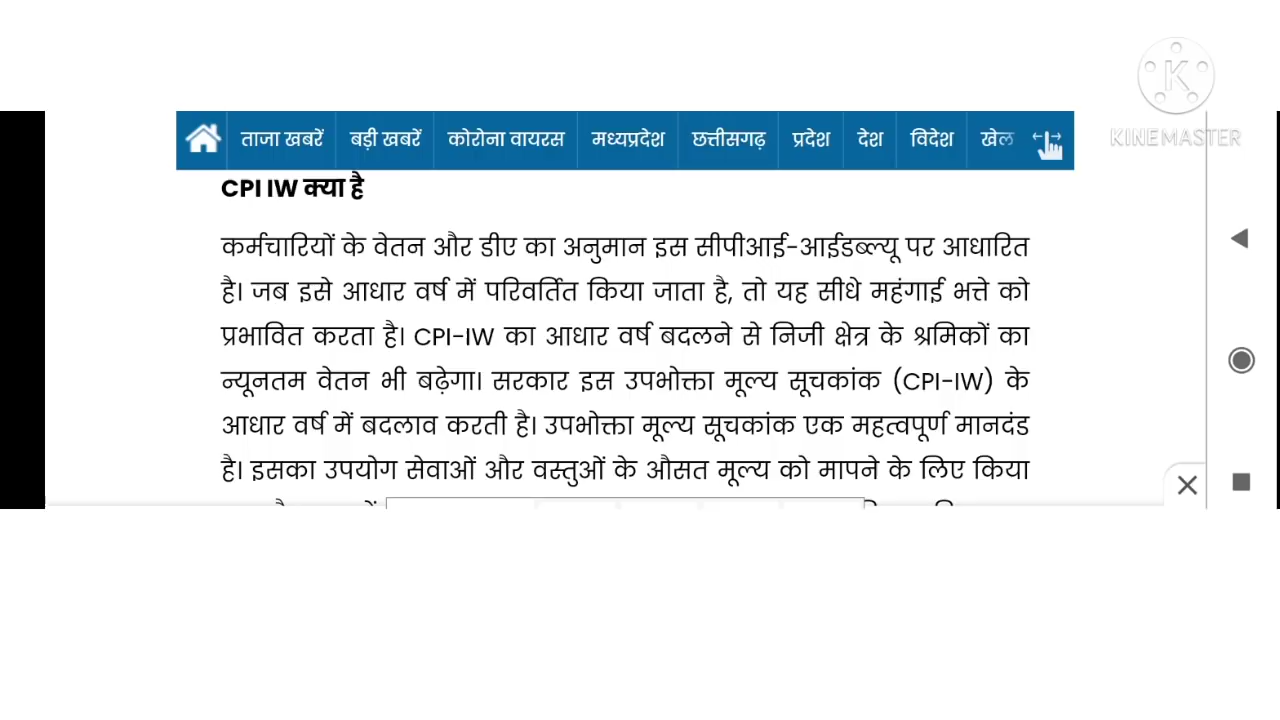 K
KINEMASTER
ताजा खबरें बड़ी खबरें कोरोना वायरस मध्यप्रदेश छत्तीसगढ़ प्रदेश देश विदेश खेल
CPI IW क्या है
कर्मचारियों के वेतन और डीए का अनुमान इस सीपीआई-आईडब्ल्यू पर आधारित
है। जब इसे आधार वर्ष में परिवर्तित किया जाता है, तो यह सीधे महंगाई भत्ते को
प्रभावित करता है। CPI-IW का आधार वर्ष बदलने से निजी क्षेत्र के श्रमिकों का
न्यूनतम वेतन भी बढ़ेगा। सरकार इस उपभोक्ता मूल्य सूचकांक (CPI-IW) के
आधार वर्ष में बदलाव करती है। उपभोक्ता मूल्य सूचकांक एक महत्वपूर्ण मानदंड
है। इसका उपयोग सेवाओं और वस्तुओं के औसत मूल्य को मापने के लिए किया